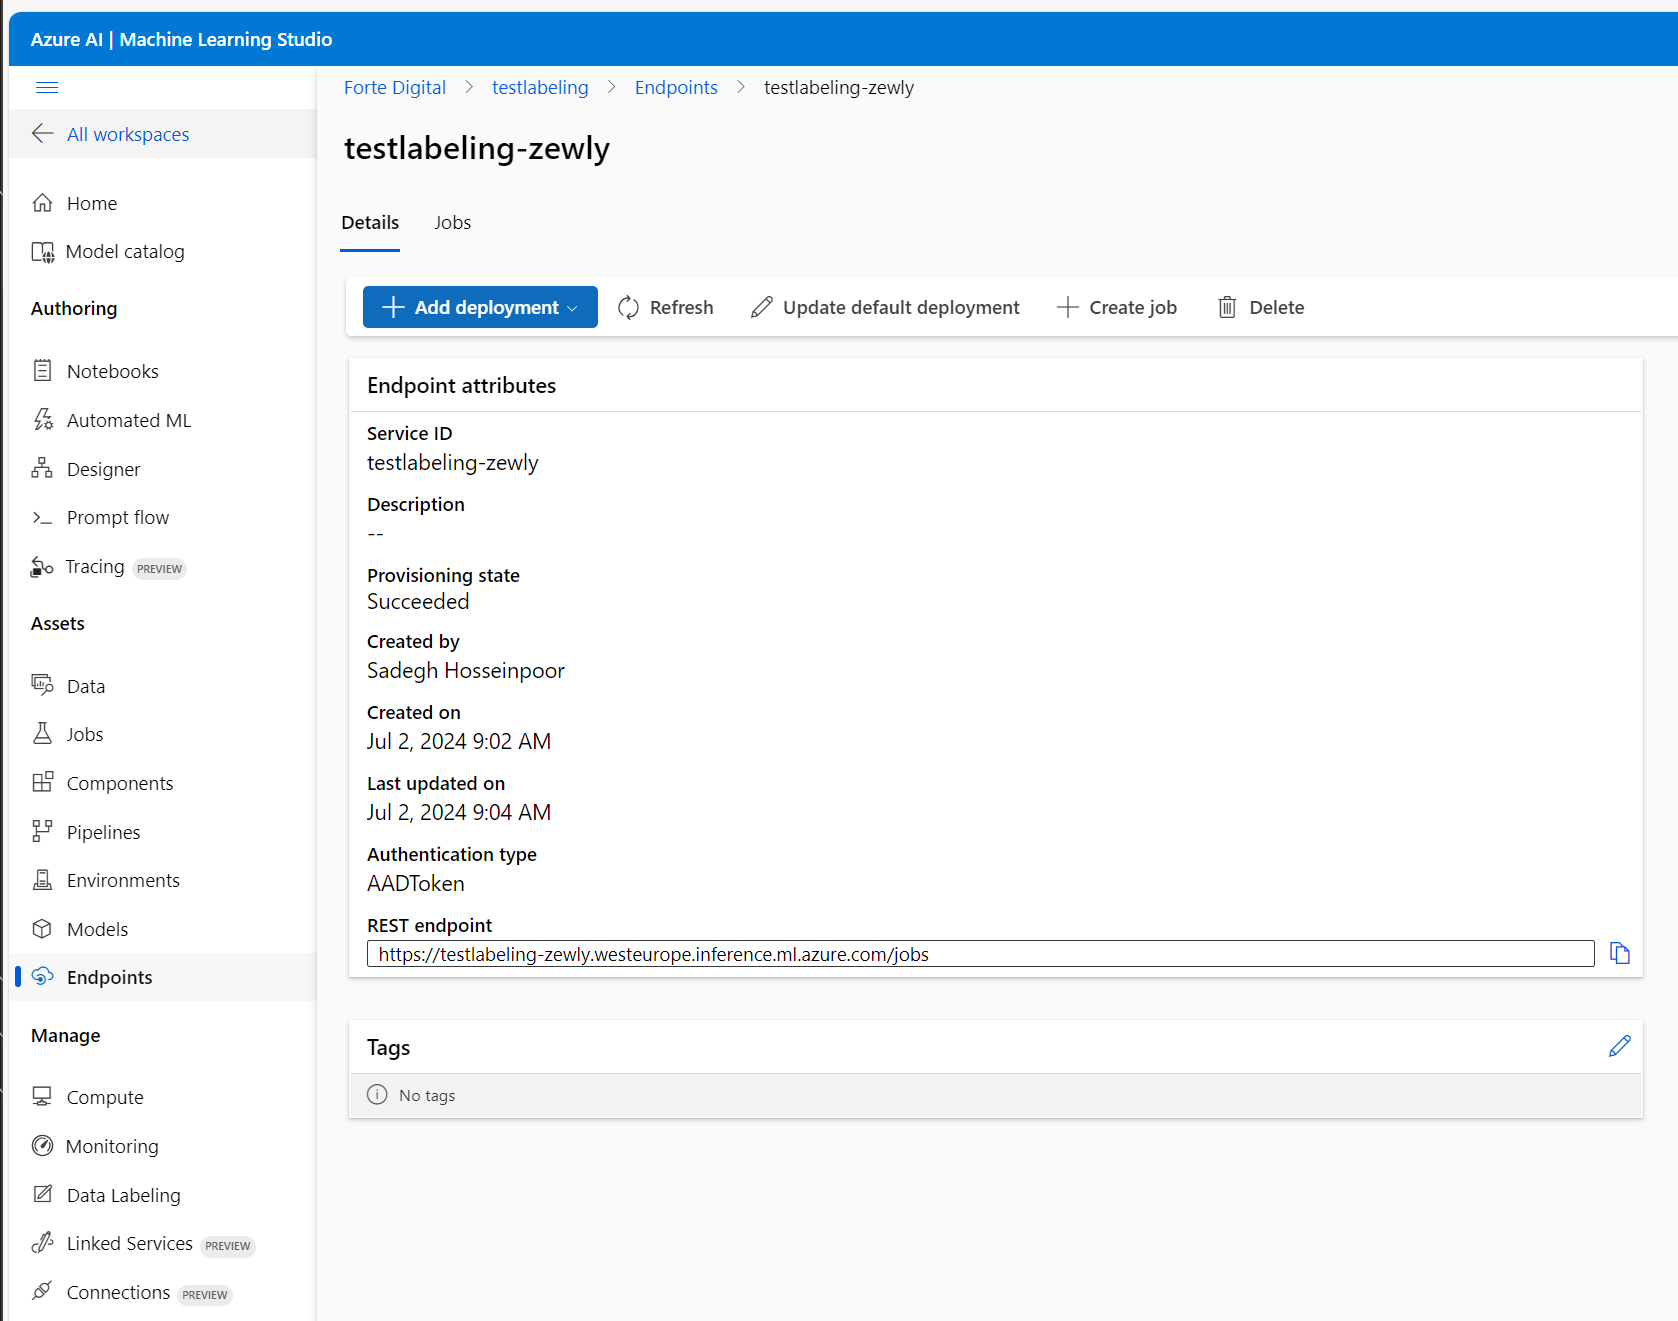 Azure AI | Machine Learning Studio
All workspaces
Home
Model catalog
Authoring
Notebooks
Automated ML
Designer
Prompt flow
Tracing PREVIEW
Assets
Data
Jobs
Components
Pipelines
Environments
Models
Endpoints
Manage
Compute
Monitoring
Data Labeling
Linked Services PREVIEW
Connections PREVIEW
Forte Digital > testlabeling > Endpoints > testlabeling-zewly
testlabeling-zewly
Details Jobs
Add deployment Refresh Update default deployment Create job Delete
Endpoint attributes
Service ID
testlabeling-zewly
Description
--
Provisioning state
Succeeded
Created by
Sadegh Hosseinpoor
Created on
Jul 2, 2024 9:02 AM
Last updated on
Jul 2, 2024 9:04 AM
Authentication type
AADToken
REST endpoint
https://testlabeling-zewly.westeurope.inference.ml.azure.com/jobs
Tags
No tags